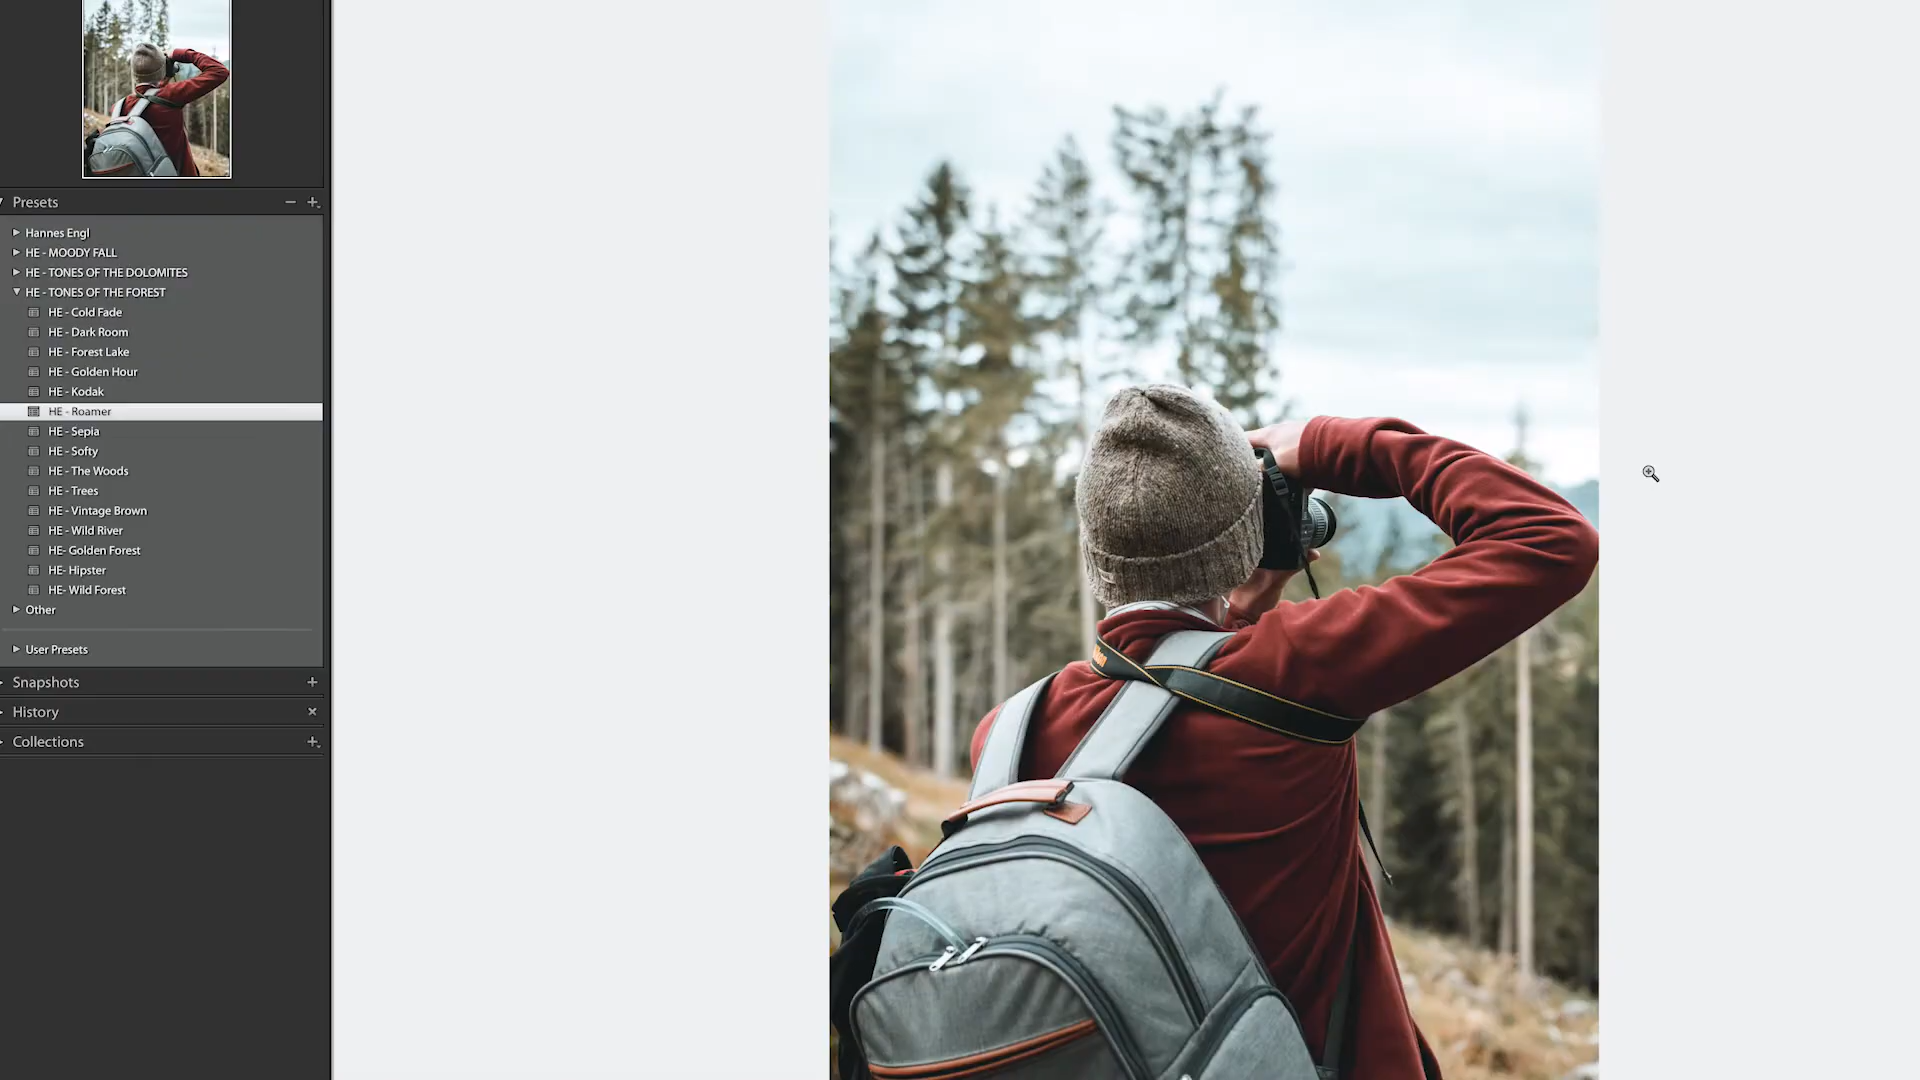 Presets
Hannes Engl
HE - MOODY FALL
HE - TONES OF THE DOLOMITES
HE - TONES OF THE FOREST
HE - Cold Fade
HE - Dark Room
HE - Forest Lake
HE - Golden Hour
HE - Kodak
HE - Roamer
HE - Sepia
HE - Softy
HE - The Woods
HE - Trees
HE - Vintage Brown
HE - Wild River
HE- Golden Forest
HE- Hipster
HE- Wild Forest
Other
User Presets
Snapshots
History
Collections